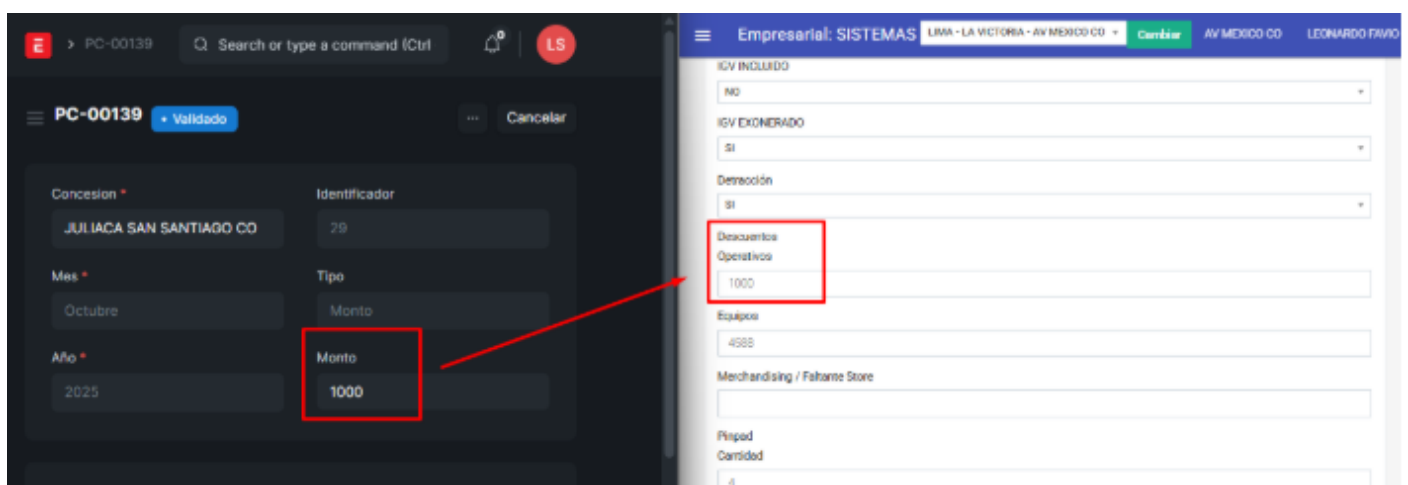 E > PC-00139 Search or type a command (Ctrl LS
PC-00139 • Validado ... Cancelar
Concesion * Identificador
JULIACA SAN SANTIAGO CO 29
Mes * Tipo
Octubre Monto
Año * Monto
2025 1000
Empresarial: SISTEMAS LIMA - LA VICTORIA - AV MEXICO CO Cambiar AV MEXICO CO LEONARDO FAVIO
IGV INCLUIDO
NO
IGV EXONERADO
SI
Detracción
SI
Descuentos
Operativos
1000
Equipos
4588
Merchandising / Faltante Store
Pinpad
Cantidad
4